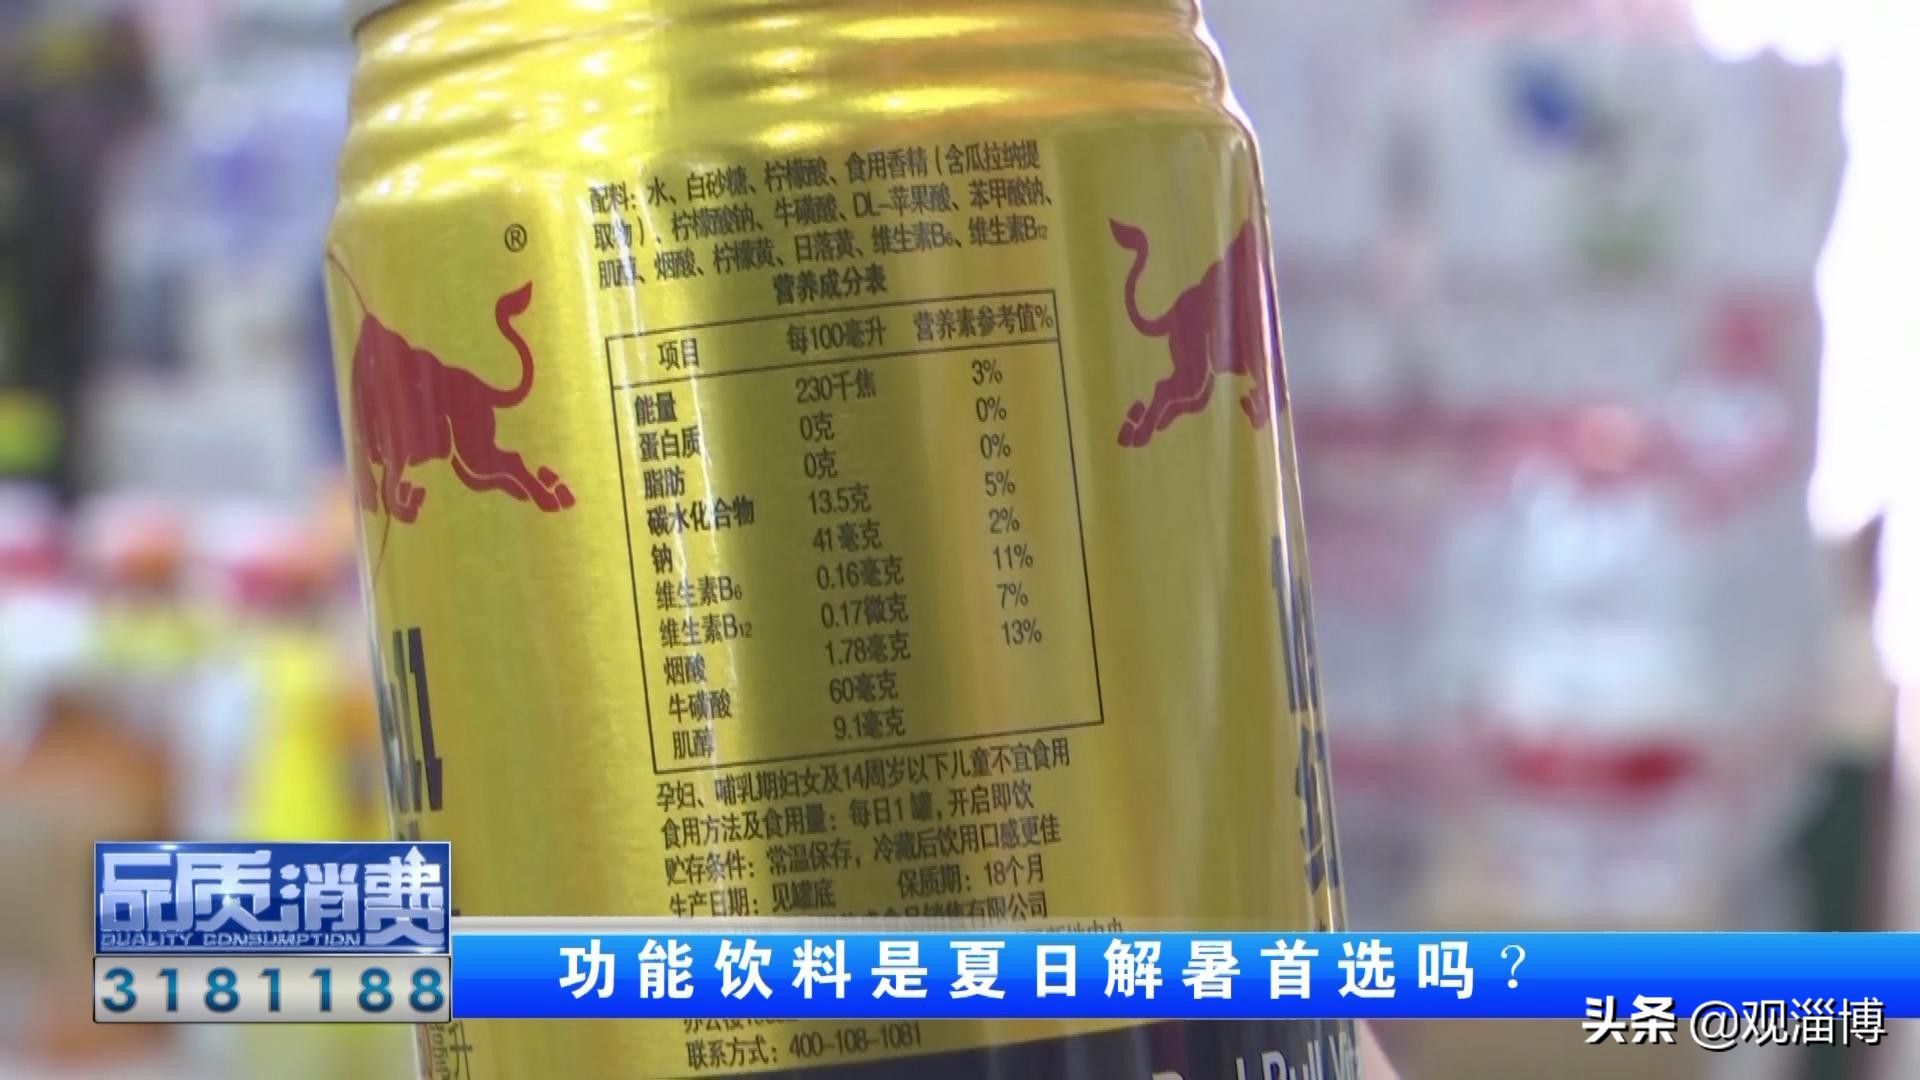 ®
配料：水、白砂糖、柠檬酸、食用香精（含瓜拉纳提
取物）、柠檬酸钠、牛磺酸、DL-苹果酸、苯甲酸钠、
肌醇、烟酸、柠檬黄、日落黄、维生素B6、维生素B12
营养成分表
项目 每100毫升 营养素参考值%
能量 230千焦 3%
蛋白质 0克 0%
脂肪 0克 0%
碳水化合物 13.5克 5%
钠 41毫克 2%
维生素B6 0.16毫克 11%
维生素B12 0.17微克 7%
烟酸 1.78毫克 13%
牛磺酸 60毫克
肌醇 9.1毫克
孕妇、哺乳期妇女及14周岁以下儿童不宜食用
食用方法及食用量：每日1罐，开启即饮
贮存条件：常温保存，冷藏后饮用口感更佳
生产日期：见罐底 保质期：18个月
食品销售有限公司
联系方式：400-108-1081
品质消费
QUALITY CONSUMPTION
3181188
功能饮料是夏日解暑首选吗？
头条 @观淄博